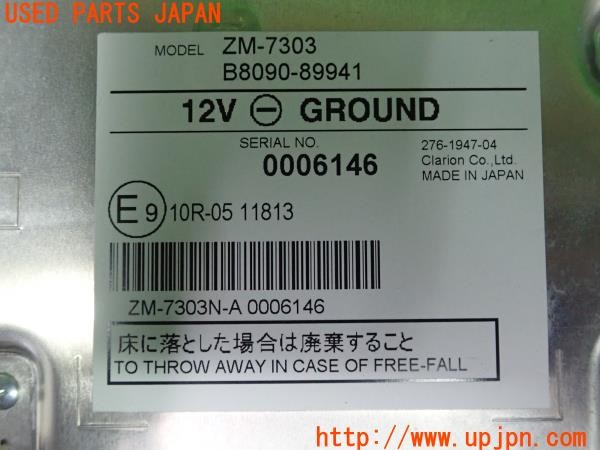 USED PARTS JAPAN
MODEL ZM-7303
B8090-89941
12V ⊖ GROUND
SERIAL NO. 276-1947-04
0006146 Clarion Co.,Ltd.
MADE IN JAPAN
E9 10R-05 11813
ZM-7303N-A 0006146
床に落とした場合は廃棄すること
TO THROW AWAY IN CASE OF FREE-FALL
http://www.upjpn.com/